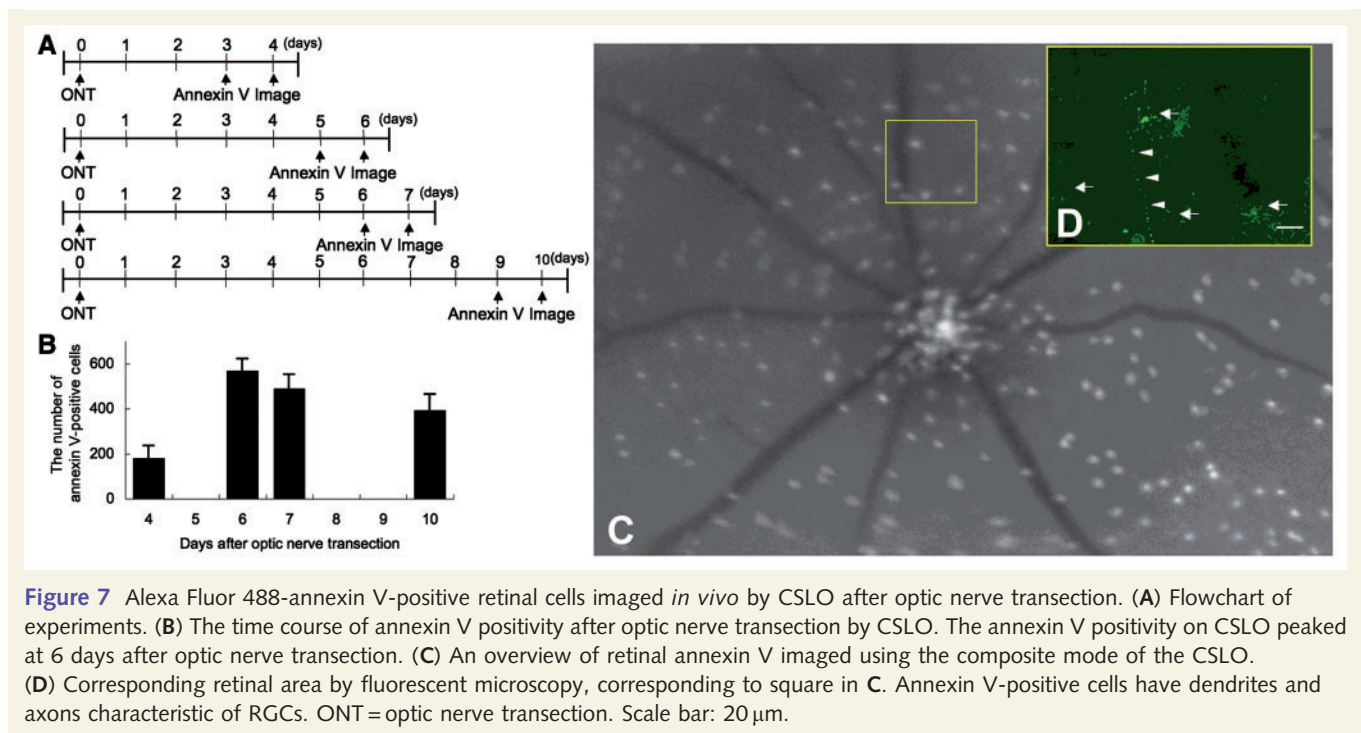 A
0 1 2 3 4 (days)
ONT Annexin V Image
0 1 2 3 4 5 6 (days)
ONT Annexin V Image
0 1 2 3 4 5 6 7 (days)
ONT Annexin V Image
0 1 2 3 4 5 6 7 8 9 10(days)
ONT Annexin V Image
B
The number of
annexin V-positive cells
600
400
200
0
4 5 6 7 8 9 10
Days after optic nerve transection
C
D
Figure 7 Alexa Fluor 488-annexin V-positive retinal cells imaged in vivo by CSLO after optic nerve transection. (A) Flowchart of
experiments. (B) The time course of annexin V positivity after optic nerve transection by CSLO. The annexin V positivity on CSLO peaked
at 6 days after optic nerve transection. (C) An overview of retinal annexin V imaged using the composite mode of the CSLO.
(D) Corresponding retinal area by fluorescent microscopy, corresponding to square in C. Annexin V-positive cells have dendrites and
axons characteristic of RGCs. ONT = optic nerve transection. Scale bar: 20 μm.